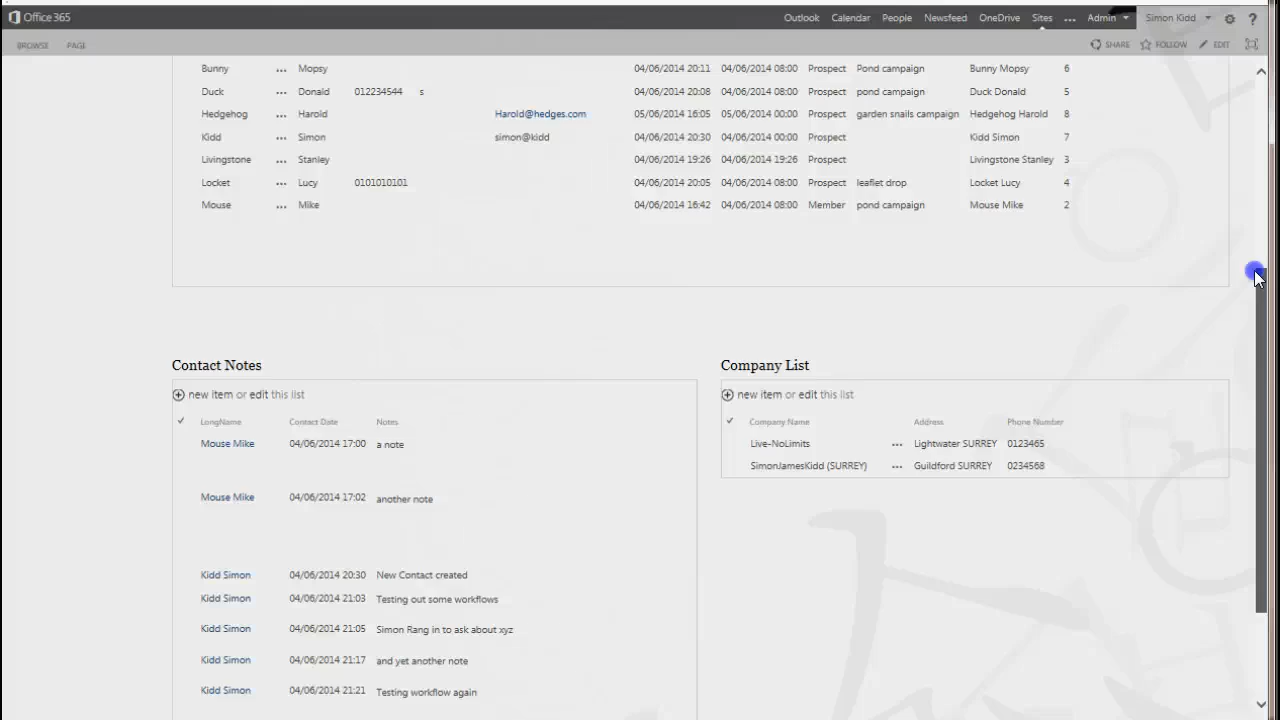 Office 365 Outlook Calendar People Newsfeed OneDrive Sites ... Admin Simon Kidd ?
BROWSE PAGE SHARE FOLLOW EDIT
Bunny ... Mopsy 04/06/2014 20:11 04/06/2014 08:00 Prospect Pond campaign Bunny Mopsy 6
Duck ... Donald 012234544 s 04/06/2014 20:08 04/06/2014 08:00 Prospect pond campaign Duck Donald 5
Hedgehog ... Harold Harold@hedges.com 05/06/2014 16:05 05/06/2014 00:00 Prospect garden snails campaign Hedgehog Harold 8
Kidd ... Simon simon@kidd 04/06/2014 20:30 04/06/2014 00:00 Prospect Kidd Simon 7
Livingstone ... Stanley 04/06/2014 19:26 04/06/2014 19:26 Prospect Livingstone Stanley 3
Locket ... Lucy 0101010101 04/06/2014 20:05 04/06/2014 08:00 Prospect leaflet drop Locket Lucy 4
Mouse ... Mike 04/06/2014 16:42 04/06/2014 08:00 Member pond campaign Mouse Mike 2
Contact Notes
new item or edit this list
LongName Contact Date Notes
Mouse Mike 04/06/2014 17:00 a note
Mouse Mike 04/06/2014 17:02 another note
Kidd Simon 04/06/2014 20:30 New Contact created
Kidd Simon 04/06/2014 21:03 Testing out some workflows
Kidd Simon 04/06/2014 21:05 Simon Rang in to ask about xyz
Kidd Simon 04/06/2014 21:17 and yet another note
Kidd Simon 04/06/2014 21:21 Testing workflow again
Company List
new item or edit this list
Company Name Address Phone Number
Live-NoLimits ... Lightwater SURREY 0123465
SimonJamesKidd (SURREY) ... Guildford SURREY 0234568